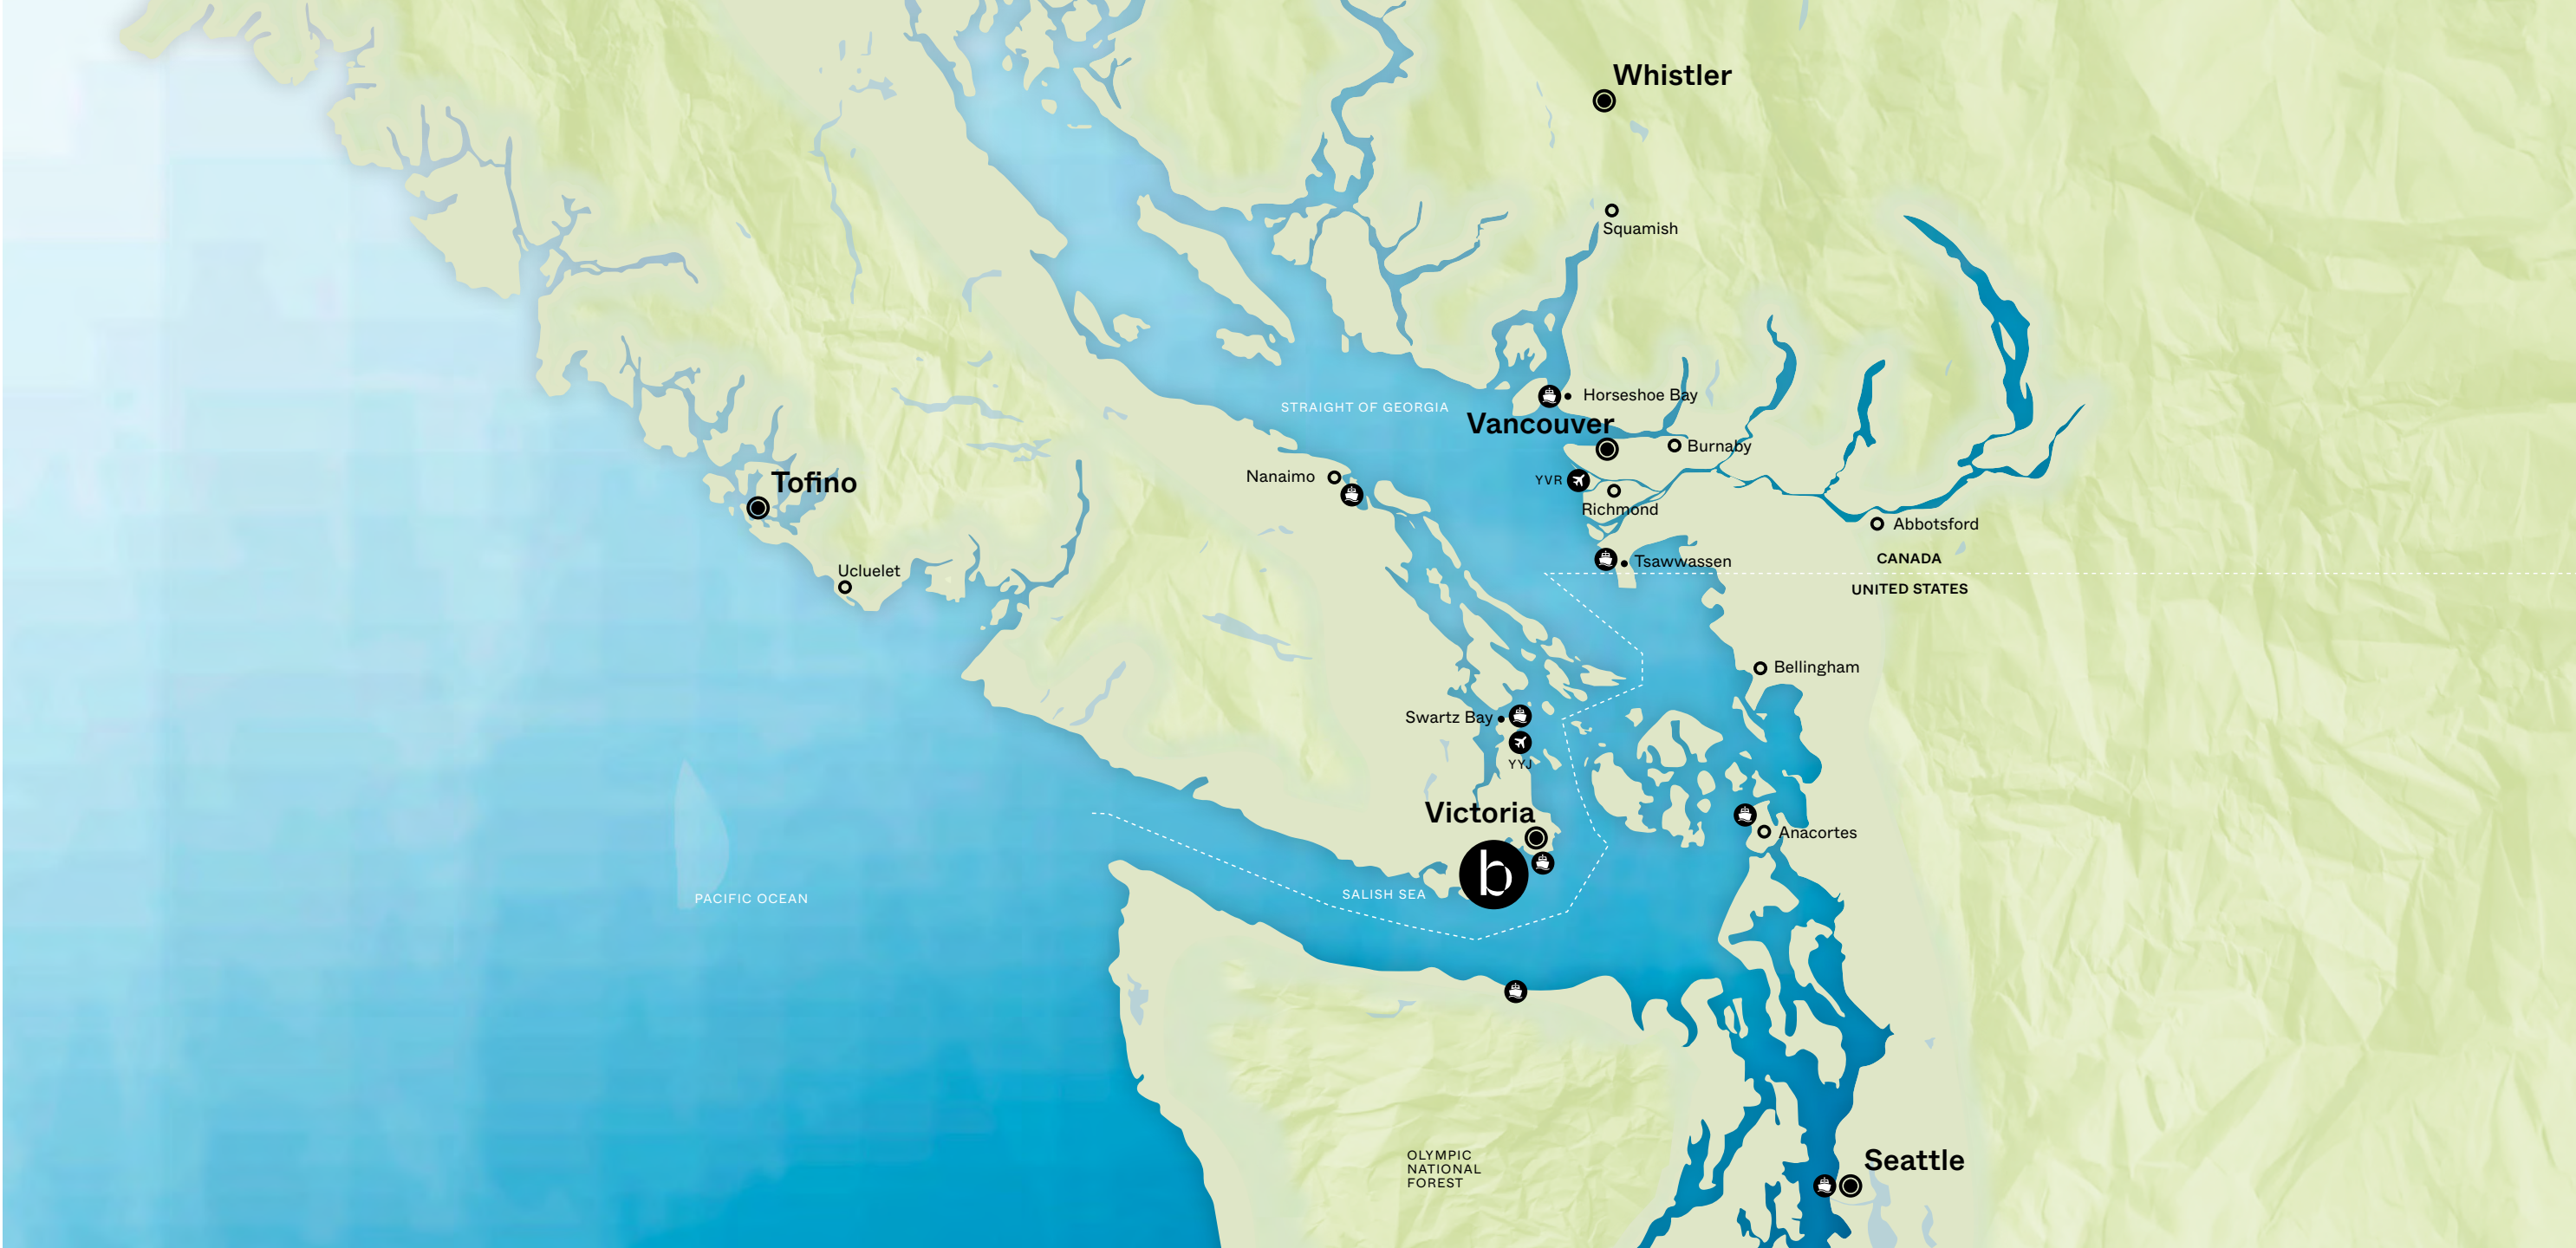 Whistler
Squamish
Horseshoe Bay
STRAIGHT OF GEORGIA
Vancouver
Burnaby
Nanaimo
YVR
Tofino
Richmond
Abbotsford
CANADA
Tsawwassen
Ucluelet
UNITED STATES
Bellingham
Swartz Bay
YYJ
Victoria
Anacortes
b
SALISH SEA
PACIFIC OCEAN
OLYMPIC
NATIONAL
FOREST
Seattle